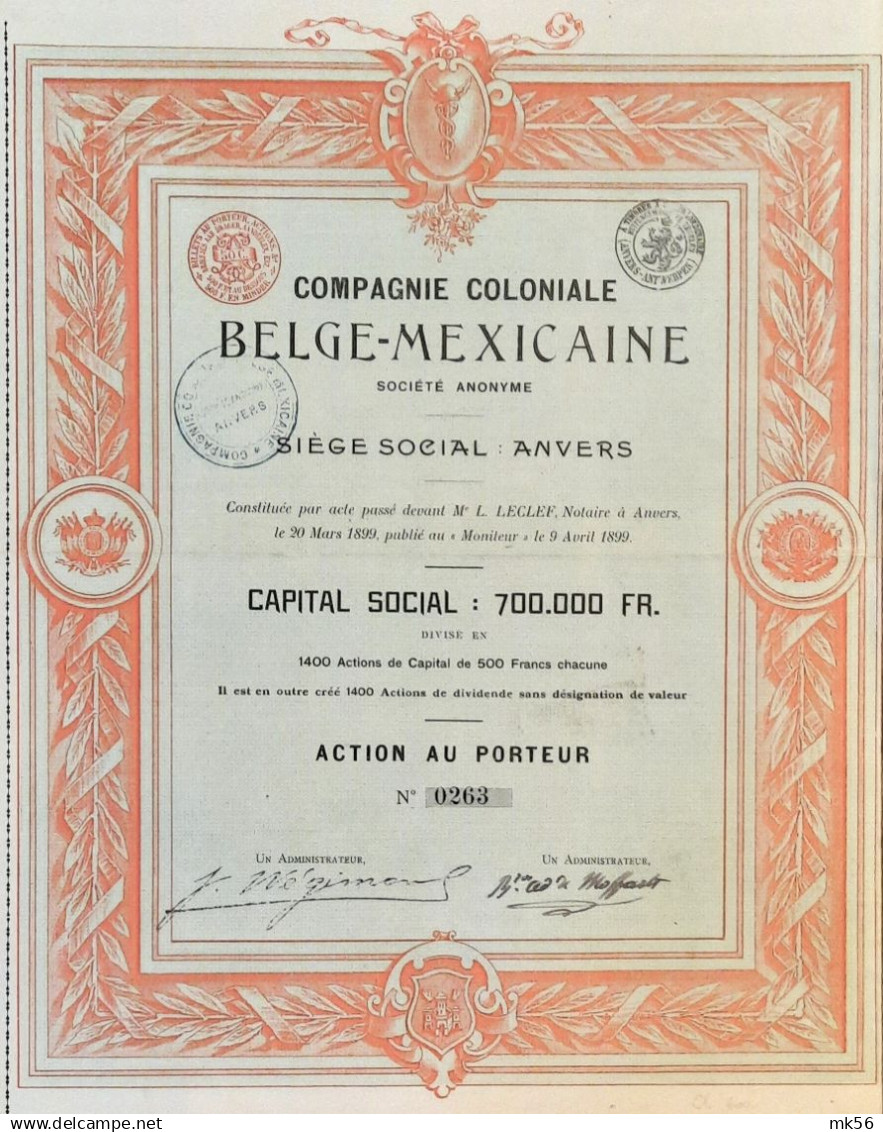 COMPAGNIE COLONIALE
BELGE-MEXICAINE
SOCIÉTÉ ANONYME
ANVERS
SIÈGE SOCIAL : ANVERS
Constituée par acte passé devant Me L. LECLEF, Notaire à Anvers,
le 20 Mars 1899, publié au « Moniteur » le 9 Avril 1899.
CAPITAL SOCIAL : 700.000 FR.
DIVISÉ EN
1400 Actions de Capital de 500 Francs chacune
Il est en outre créé 1400 Actions de dividende sans désignation de valeur
ACTION AU PORTEUR
N° 0263
UN ADMINISTRATEUR, UN ADMINISTRATEUR,
delcampe.net
mk56